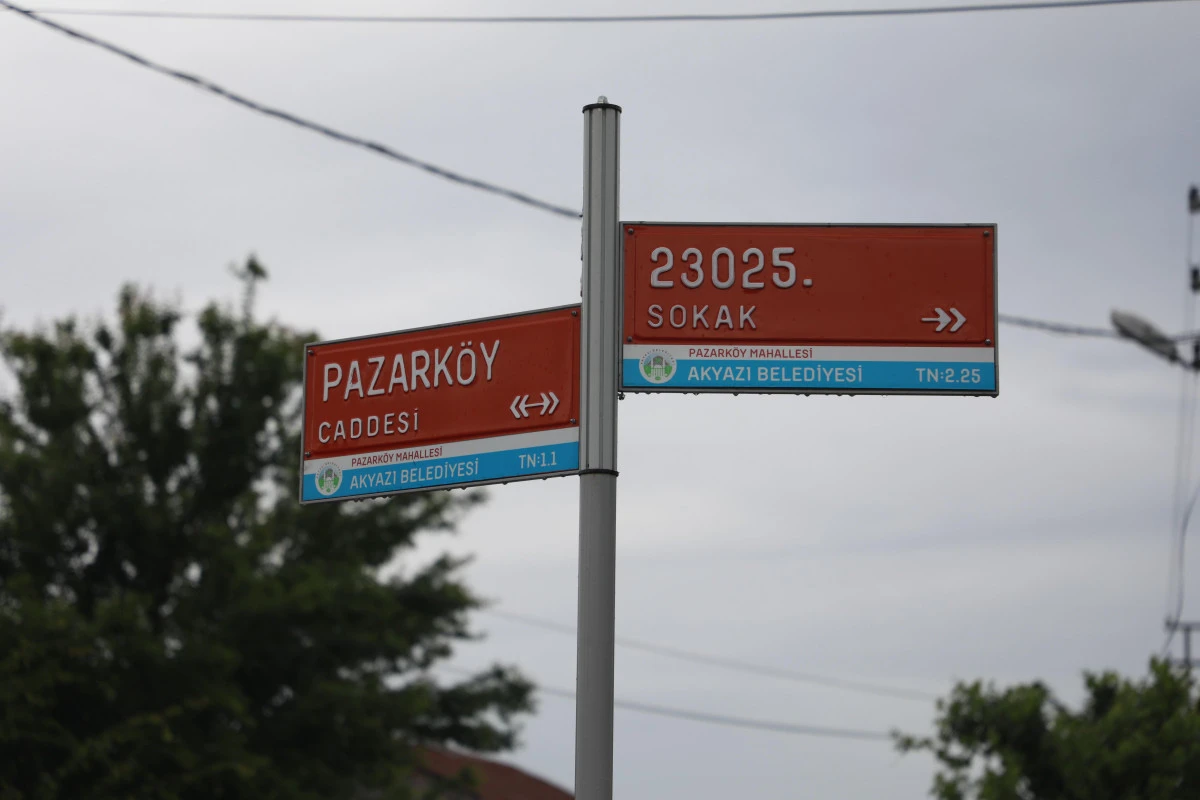 PAZARKÖY
CADDESİ
PAZARKÖY MAHALLESİ
AKYAZI BELEDİYESİ TN:1.1
23025.
SOKAK
PAZARKÖY MAHALLESİ
AKYAZI BELEDİYESİ TN:2.25